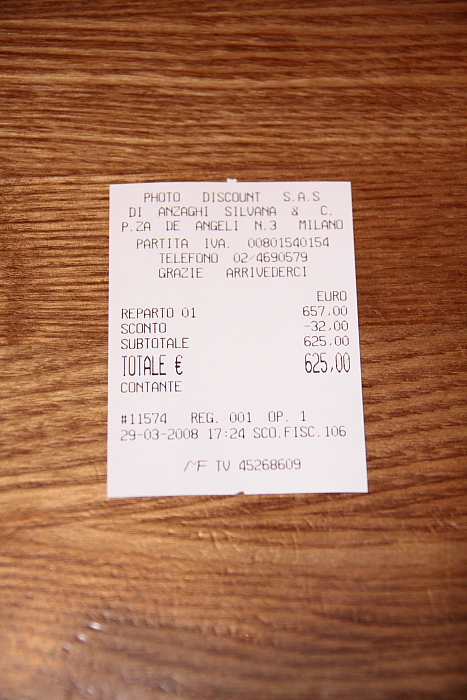 PHOTO DISCOUNT S.A.S
DI ANZAGHI SILVANA & C.
P.ZA DE ANGELI N.3 MILANO
PARTITA IVA. 00801540154
TELEFONO 02/4690579
GRAZIE ARRIVEDERCI
EURO
REPARTO 01 657,00
SCONTO -32,00
SUBTOTALE 625,00
TOTALE € 625,00
CONTANTE
#11574 REG. 001 OP. 1
29-03-2008 17:24 SCO.FISC.106
MF TV 45268609